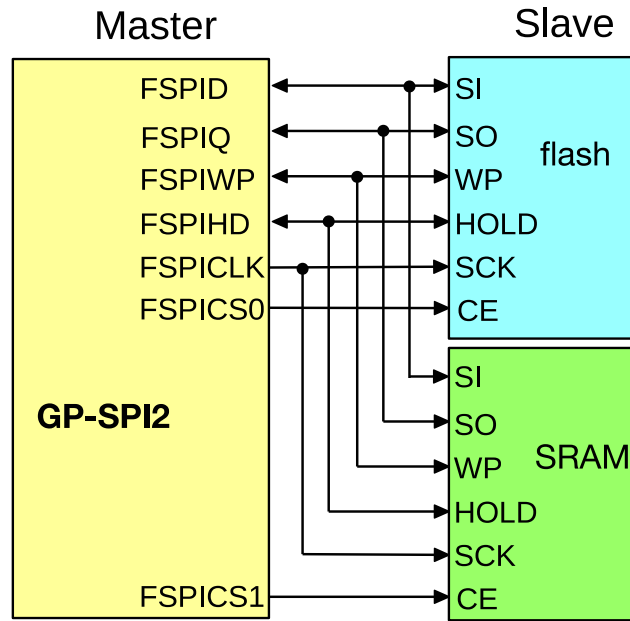 Master
Slave
FSPID
FSPIQ
FSPIWP
FSPIHD
FSPICLK
FSPICS0
GP-SPI2
FSPICS1
SI
SO
flash
WP
HOLD
SCK
CE
SI
SO
SRAM
WP
HOLD
SCK
CE